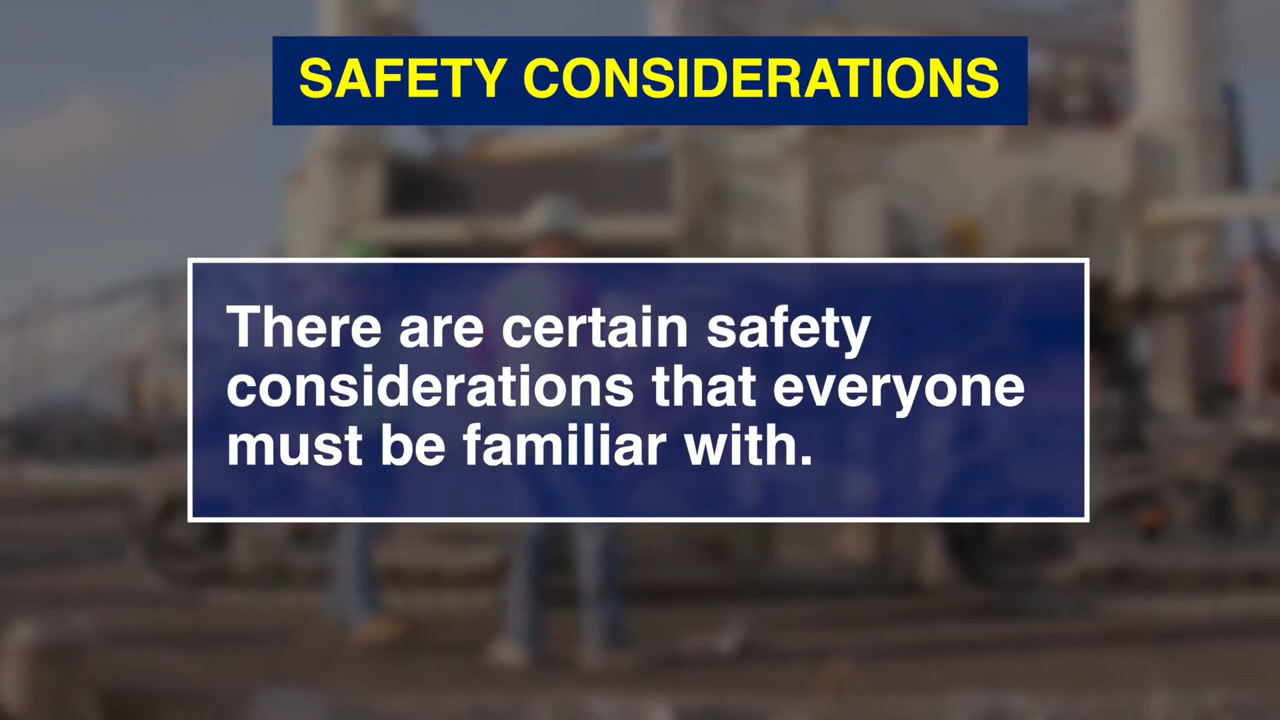 SAFETY CONSIDERATIONS
There are certain safety
considerations that everyone
must be familiar with.